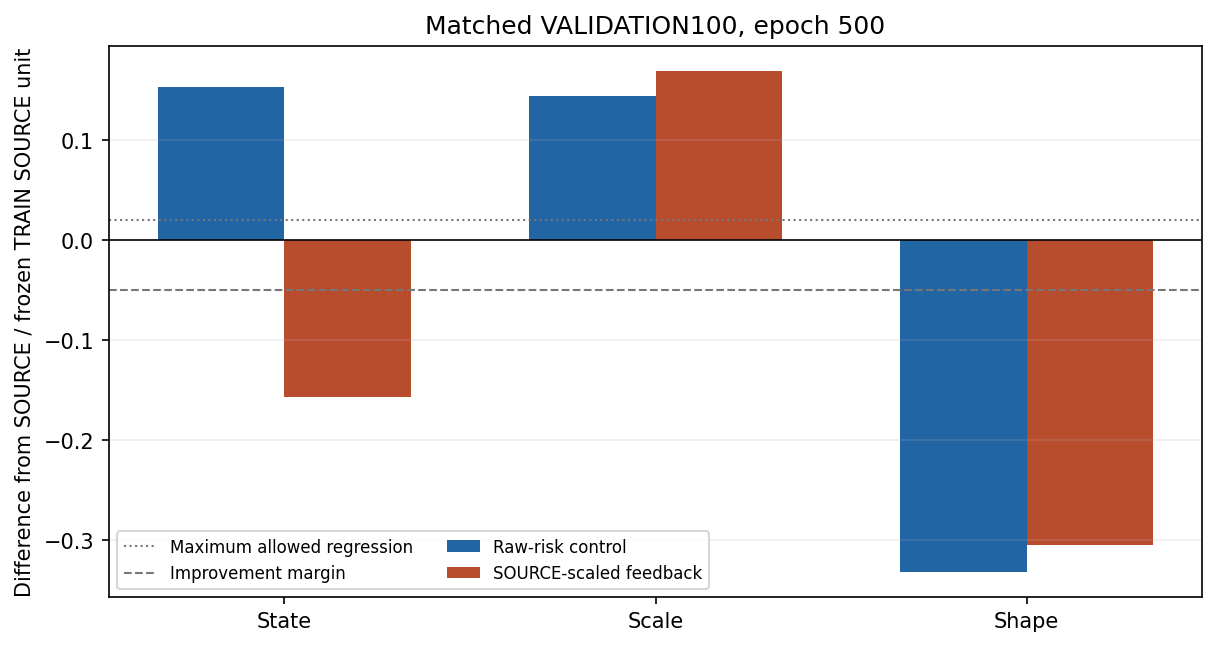 Matched VALIDATION100, epoch 500
Difference from SOURCE / frozen TRAIN SOURCE unit
0.1
0.0
−0.1
−0.2
−0.3
Maximum allowed regression
Improvement margin
Raw-risk control
SOURCE-scaled feedback
State
Scale
Shape